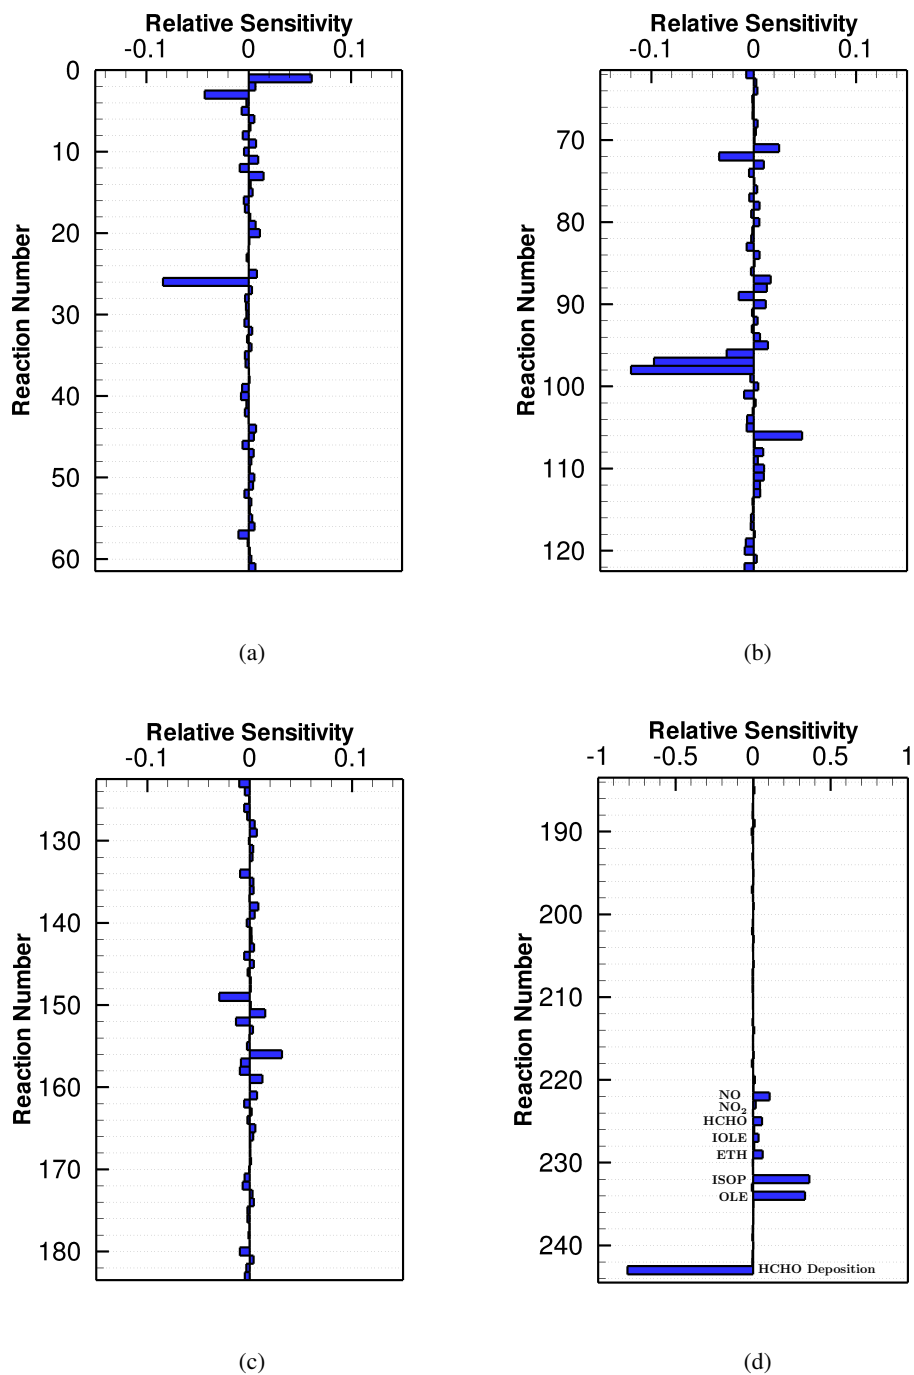 Relative Sensitivity
-0.1 0 0.1
0
10
20
30
40
50
60
Reaction Number
(a)
Relative Sensitivity
-0.1 0 0.1
70
80
90
100
110
120
Reaction Number
(b)
Relative Sensitivity
-0.1 0 0.1
130
140
150
160
170
180
Reaction Number
(c)
Relative Sensitivity
-1 -0.5 0 0.5 1
190
200
210
220
230
240
Reaction Number
NO
NO₂
HCHO
IOLE
ETH
ISOP
OLE
HCHO Deposition
(d)